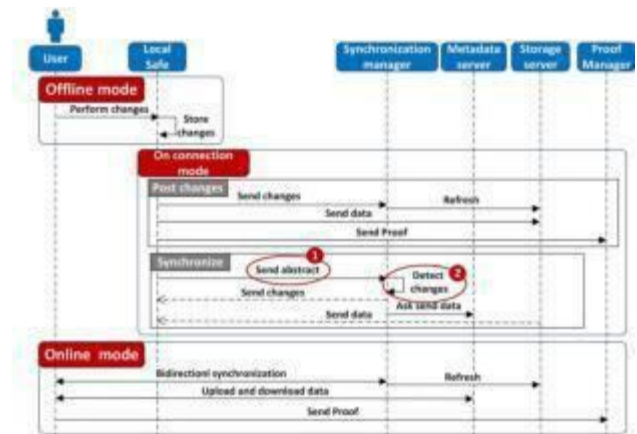 User
Local
Safe
Synchronization
manager
Metadata
server
Storage
server
Proof
Manager
Offline mode
Perform changes
Store
changes
On connection
mode
Post changes
Send changes
Refresh
Send data
Send Proof
Synchronize
1
Send abstract
2
Detect
changes
Send changes
Ask send data
Send data
Online mode
Bidirectionl synchronization
Refresh
Upload and download data
Send Proof